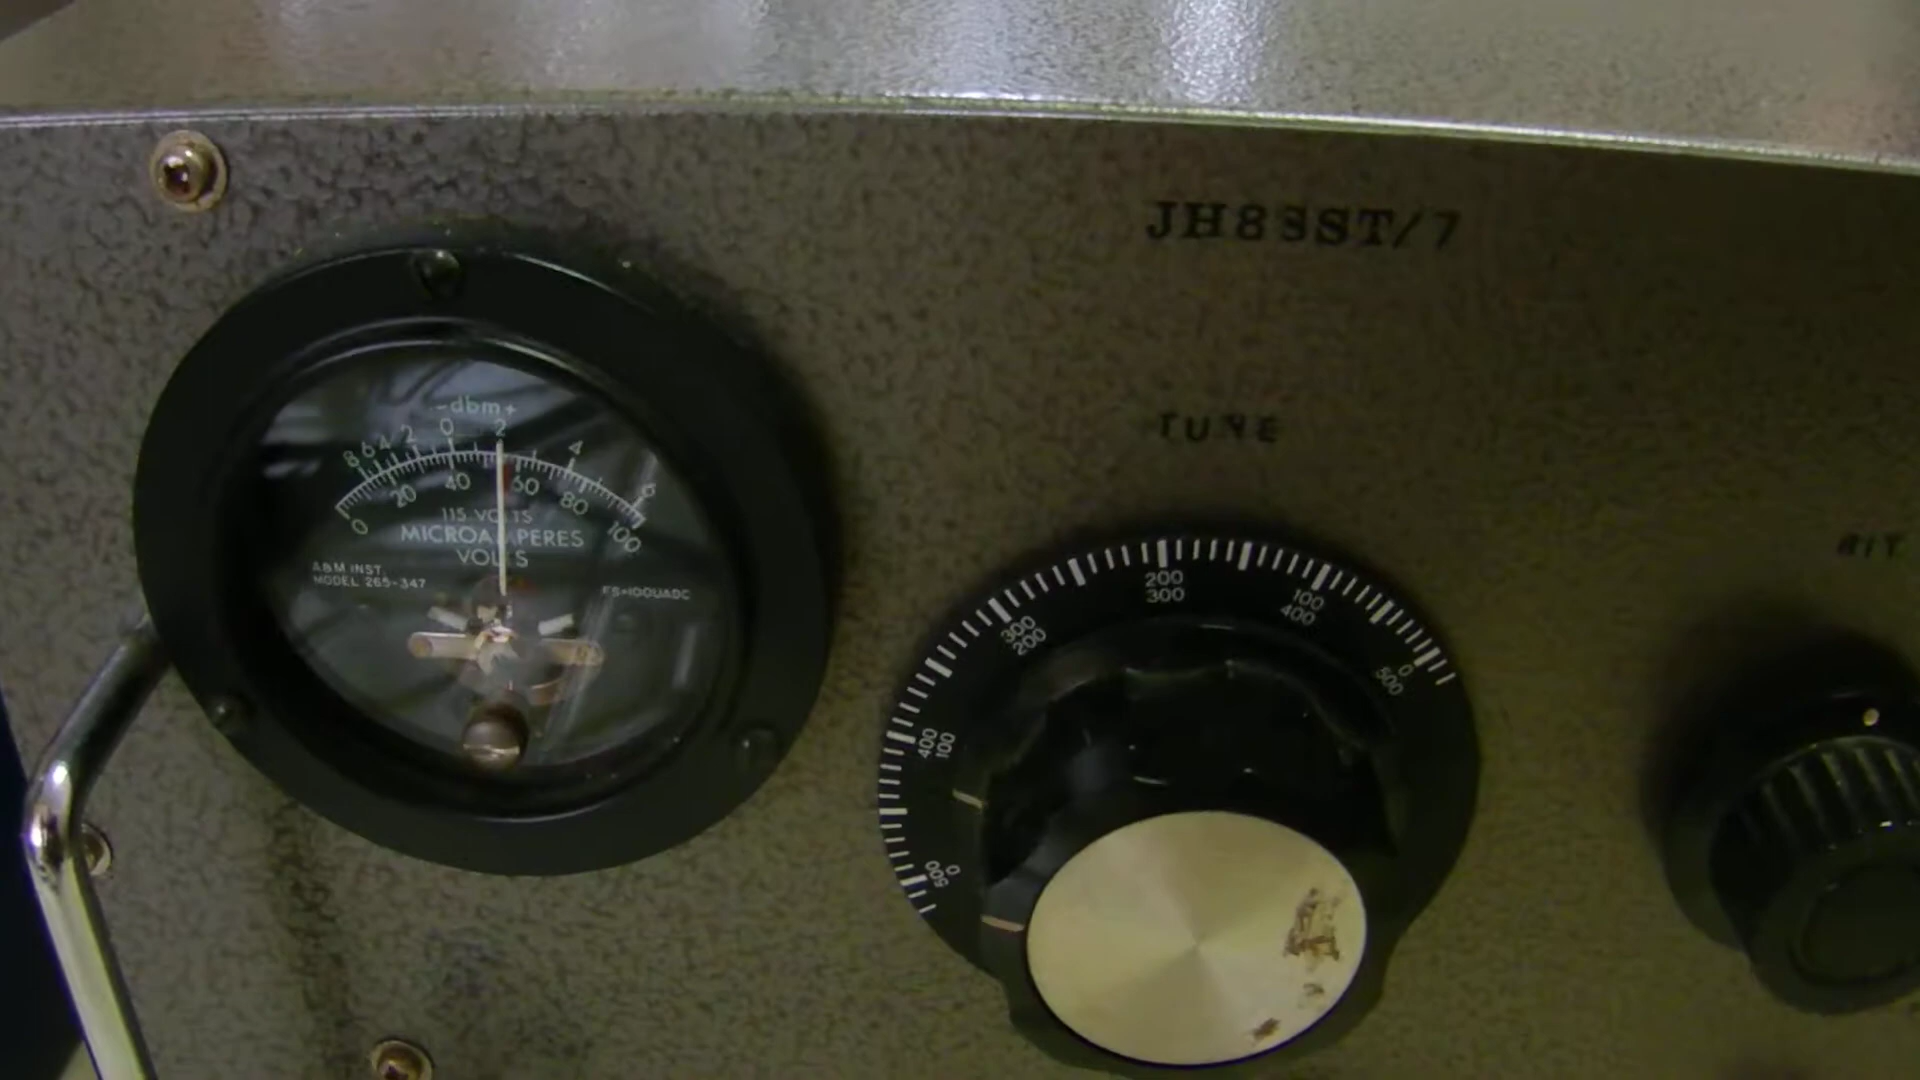 JH8SST/7
-dbm+
8 6 4 2 0 2 4 6
0 20 40 60 80 100
115 VOLTS
MICROAMPERES
VOLTS
A&M INST.
MODEL 265-347
FS=100UADC
TUNE
RIT
500 400 300 200 100 0
0 100 200 300 400 500